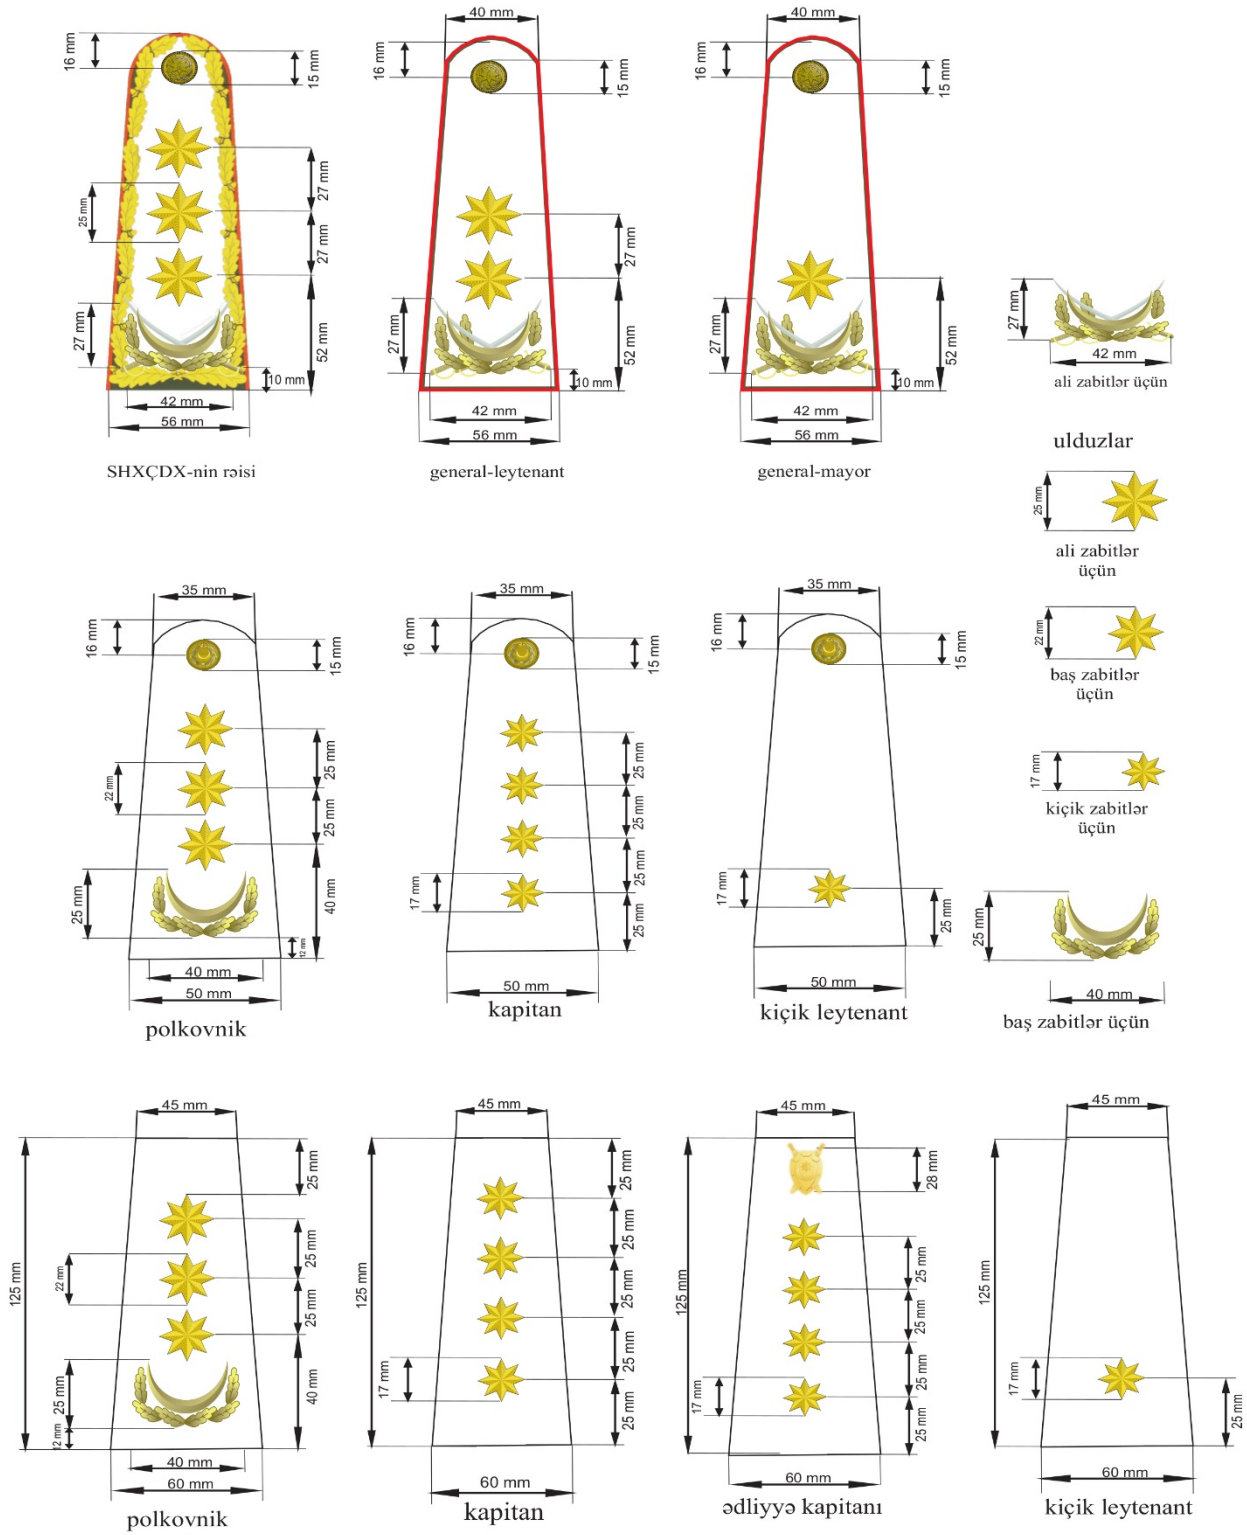 40 mm
40 mm
16 mm
15 mm
16 mm
15 mm
16 mm
15 mm
27 mm
25 mm
27 mm
27 mm
52 mm
10 mm
42 mm
56 mm
SHXÇDX-nin rəisi
27 mm
27 mm
52 mm
10 mm
42 mm
56 mm
general-leytenant
27 mm
52 mm
10 mm
42 mm
56 mm
general-mayor
27 mm
42 mm
ali zabitlər üçün
ulduzlar
25 mm
ali zabitlər
üçün
22 mm
baş zabitlər
üçün
17 mm
kiçik zabitlər
üçün
25 mm
40 mm
baş zabitlər üçün
35 mm
16 mm
15 mm
25 mm
22 mm
25 mm
25 mm
40 mm
12 mm
40 mm
50 mm
polkovnik
35 mm
16 mm
15 mm
25 mm
25 mm
25 mm
17 mm
25 mm
50 mm
kapitan
35 mm
16 mm
15 mm
17 mm
25 mm
50 mm
kiçik leytenant
45 mm
125 mm
25 mm
25 mm
22 mm
25 mm
25 mm
40 mm
12 mm
40 mm
60 mm
polkovnik
45 mm
125 mm
25 mm
25 mm
25 mm
25 mm
17 mm
25 mm
60 mm
kapitan
45 mm
125 mm
28 mm
25 mm
25 mm
25 mm
17 mm
25 mm
60 mm
ədliyyə kapitanı
45 mm
125 mm
17 mm
25 mm
60 mm
kiçik leytenant